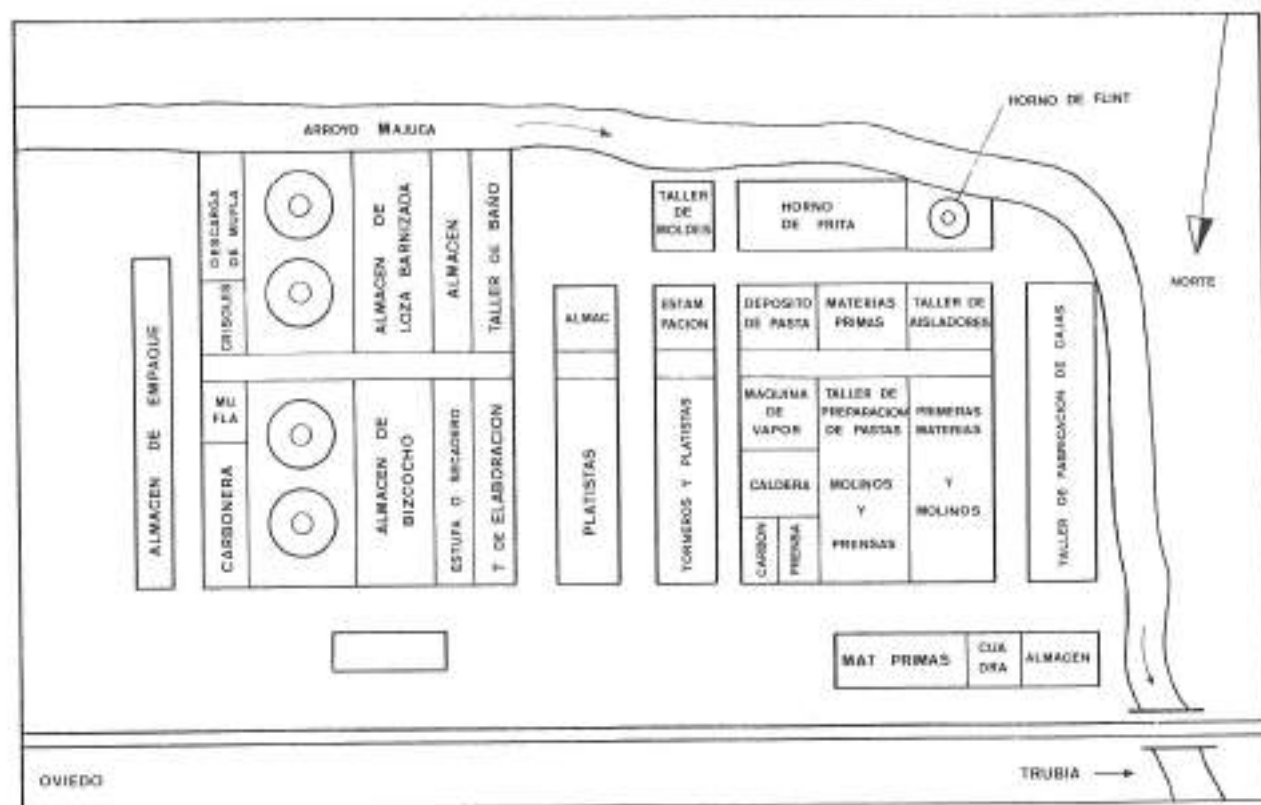 HORNO DE FLINT
ARROYO MAJUCA
NORTE
DESCARGA
DE MUFLA
CRISOLES
ALMACEN DE
LOZA BARNIZADA
ALMACEN
TALLER DE BAÑO
TALLER
DE
MOLDES
HORNO
DE FRITA
ALMACEN DE EMPAQUE
ALMAC
ESTAM
PACION
DEPOSITO
DE PASTA
MATERIAS
PRIMAS
TALLER DE
AISLADORES
TALLER DE FABRICACION DE CAJAS
MU
FLA
CARBONERA
ALMACEN DE
BIZCOCHO
ESTUFA O SECADERO
T DE ELABORACION
PLATISTAS
TORNEROS Y PLATISTAS
MAQUINA
DE
VAPOR
CALDERA
CARBON
PRENSA
TALLER DE
PREPARACION
DE PASTAS
MOLINOS
Y
PRENSAS
PRIMERAS
MATERIAS
Y
MOLINOS
MAT PRIMAS
CUA
DRA
ALMACEN
OVIEDO
TRUBIA